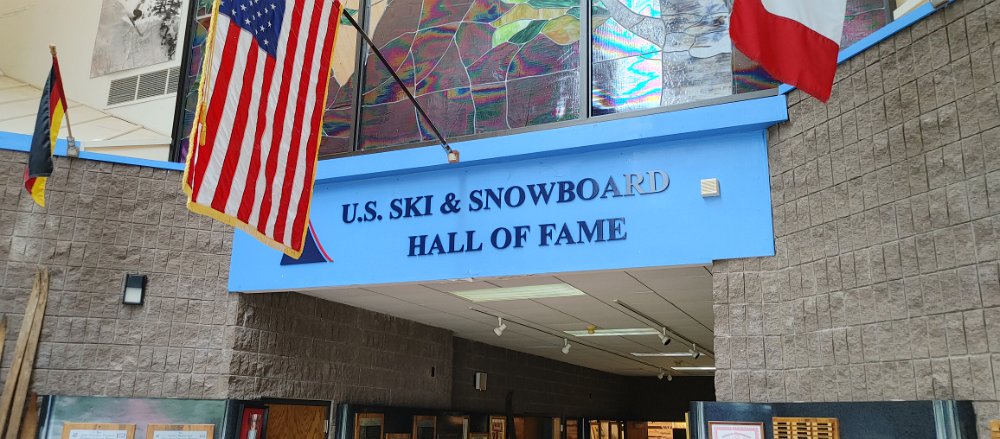 U.S. SKI & SNOWBOARD
HALL OF FAME